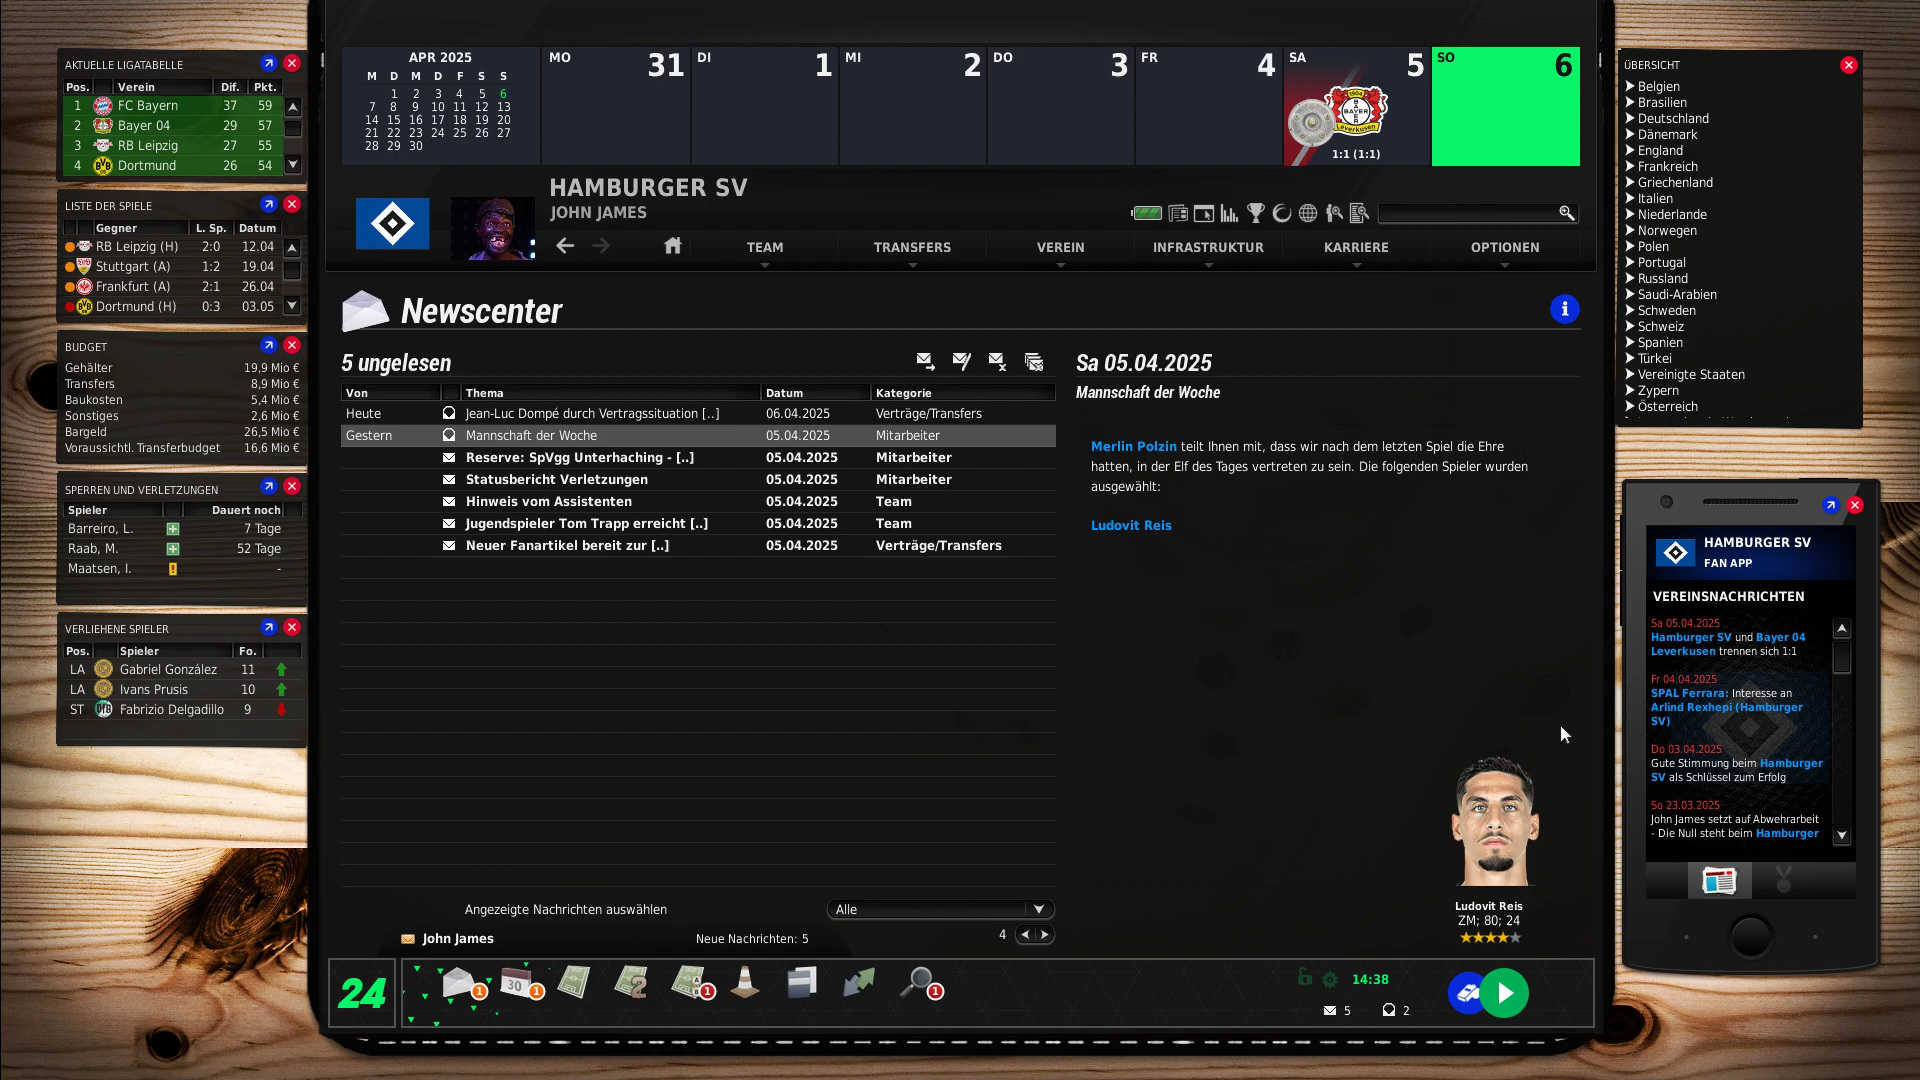 AKTUELLE LIGATABELLE
Pos. Verein Dif. Pkt.
1 FC Bayern 37 59
2 Bayer 04 29 57
3 RB Leipzig 27 55
4 Dortmund 26 54
LISTE DER SPIELE
Gegner L. Sp. Datum
RB Leipzig (H) 2:0 12.04
Stuttgart (A) 1:2 19.04
Frankfurt (A) 2:1 26.04
Dortmund (H) 0:3 03.05
BUDGET
Gehälter 19,9 Mio €
Transfers 8,9 Mio €
Baukosten 5,4 Mio €
Sonstiges 2,6 Mio €
Bargeld 26,5 Mio €
Voraussichtl. Transferbudget 16,6 Mio €
SPERREN UND VERLETZUNGEN
Spieler Dauert noch
Barreiro, L. 7 Tage
Raab, M. 52 Tage
Maatsen, I. -
VERLIEHENE SPIELER
Pos. Spieler Fo.
LA Gabriel González 11
LA Ivans Prusis 10
ST Fabrizio Delgadillo 9
APR 2025
M D M D F S S
1 2 3 4 5 6
7 8 9 10 11 12 13
14 15 16 17 18 19 20
21 22 23 24 25 26 27
28 29 30
MO 31
DI 1
MI 2
DO 3
FR 4
SA 5
1904
BAYER
BAYER
Leverkusen
1:1 (1:1)
SO 6
HAMBURGER SV
JOHN JAMES
TEAM TRANSFERS VEREIN INFRASTRUKTUR KARRIERE OPTIONEN
Newscenter
5 ungelesen
Von Thema Datum Kategorie
Heute Jean-Luc Dompé durch Vertragssituation [..] 06.04.2025 Verträge/Transfers
Gestern Mannschaft der Woche 05.04.2025 Mitarbeiter
Reserve: SpVgg Unterhaching - [..] 05.04.2025 Mitarbeiter
Statusbericht Verletzungen 05.04.2025 Mitarbeiter
Hinweis vom Assistenten 05.04.2025 Team
Jugendspieler Tom Trapp erreicht [..] 05.04.2025 Team
Neuer Fanartikel bereit zur [..] 05.04.2025 Verträge/Transfers
Angezeigte Nachrichten auswählen Alle
John James Neue Nachrichten: 5 4
Sa 05.04.2025
Mannschaft der Woche
Merlin Polzin teilt Ihnen mit, dass wir nach dem letzten Spiel die Ehre
hatten, in der Elf des Tages vertreten zu sein. Die folgenden Spieler wurden
ausgewählt:
Ludovit Reis
Ludovit Reis
ZM; 80; 24
24
1
30 1
2
1
1
14:38
5 2
ÜBERSICHT
Belgien
Brasilien
Deutschland
Dänemark
England
Frankreich
Griechenland
Italien
Niederlande
Norwegen
Polen
Portugal
Russland
Saudi-Arabien
Schweden
Schweiz
Spanien
Türkei
Vereinigte Staaten
Zypern
Österreich
HAMBURGER SV
FAN APP
VEREINSNACHRICHTEN
Sa 05.04.2025
Hamburger SV und Bayer 04
Leverkusen trennen sich 1:1
Fr 04.04.2025
SPAL Ferrara: Interesse an
Arlind Rexhepi (Hamburger
SV)
Do 03.04.2025
Gute Stimmung beim Hamburger
SV als Schlüssel zum Erfolg
So 23.03.2025
John James setzt auf Abwehrarbeit
- Die Null steht beim Hamburger